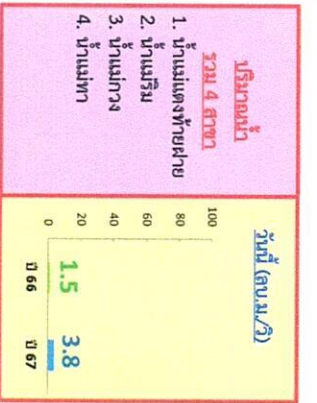 ปริมาณน้ำ
รวม 4 สาขา
1. น้ำแม่แตงท้ายฝาย
2. น้ำแม่ริม
3. น้ำแม่กวง
4. น้ำแม่ทา
วันนี้ (ลบ.ม./วิ)
100
80
60
40
20
0
1.5
3.8
ปี 66
ปี 67